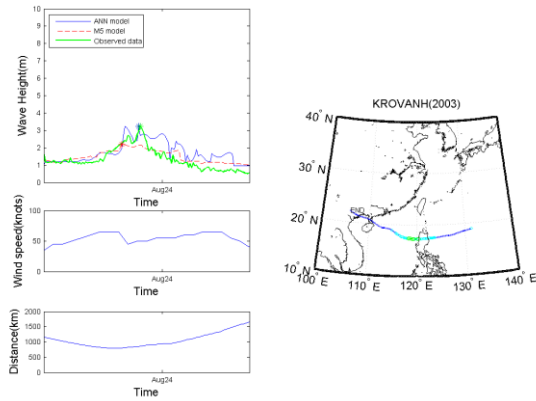 ANN model
M5 model
Observed data
Wave Height(m)
10
9
8
7
6
5
4
3
2
1
0
Aug24
Time
Wind speed(Knots)
100
50
0
Aug24
Time
Distance(km)
2000
1500
1000
500
0
Aug24
Time
KROVANH(2003)
40° N
30° N
20° N
10° N
END
100° E
110° E
120° E
130° E
140° E